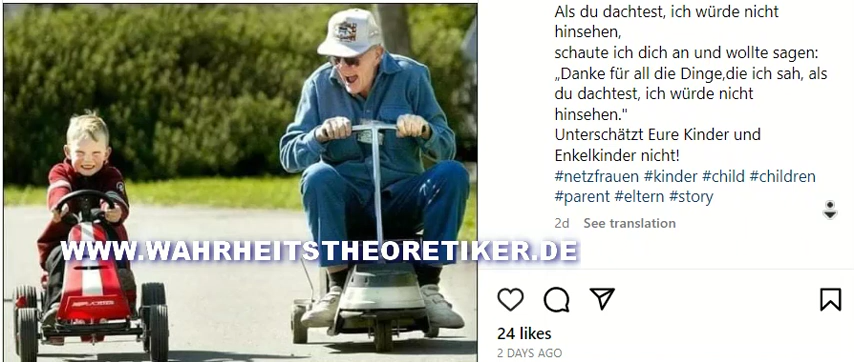 Als du dachtest, ich würde nicht
hinsehen,
schaute ich dich an und wollte sagen:
„Danke für all die Dinge,die ich sah, als
du dachtest, ich würde nicht
hinsehen."
Unterschätzt Eure Kinder und
Enkelkinder nicht!
#netzfrauen #kinder #child #children
#parent #eltern #story
2d See translation
WWW.WAHRHEITSTHEORETIKER.DE
24 likes
2 DAYS AGO